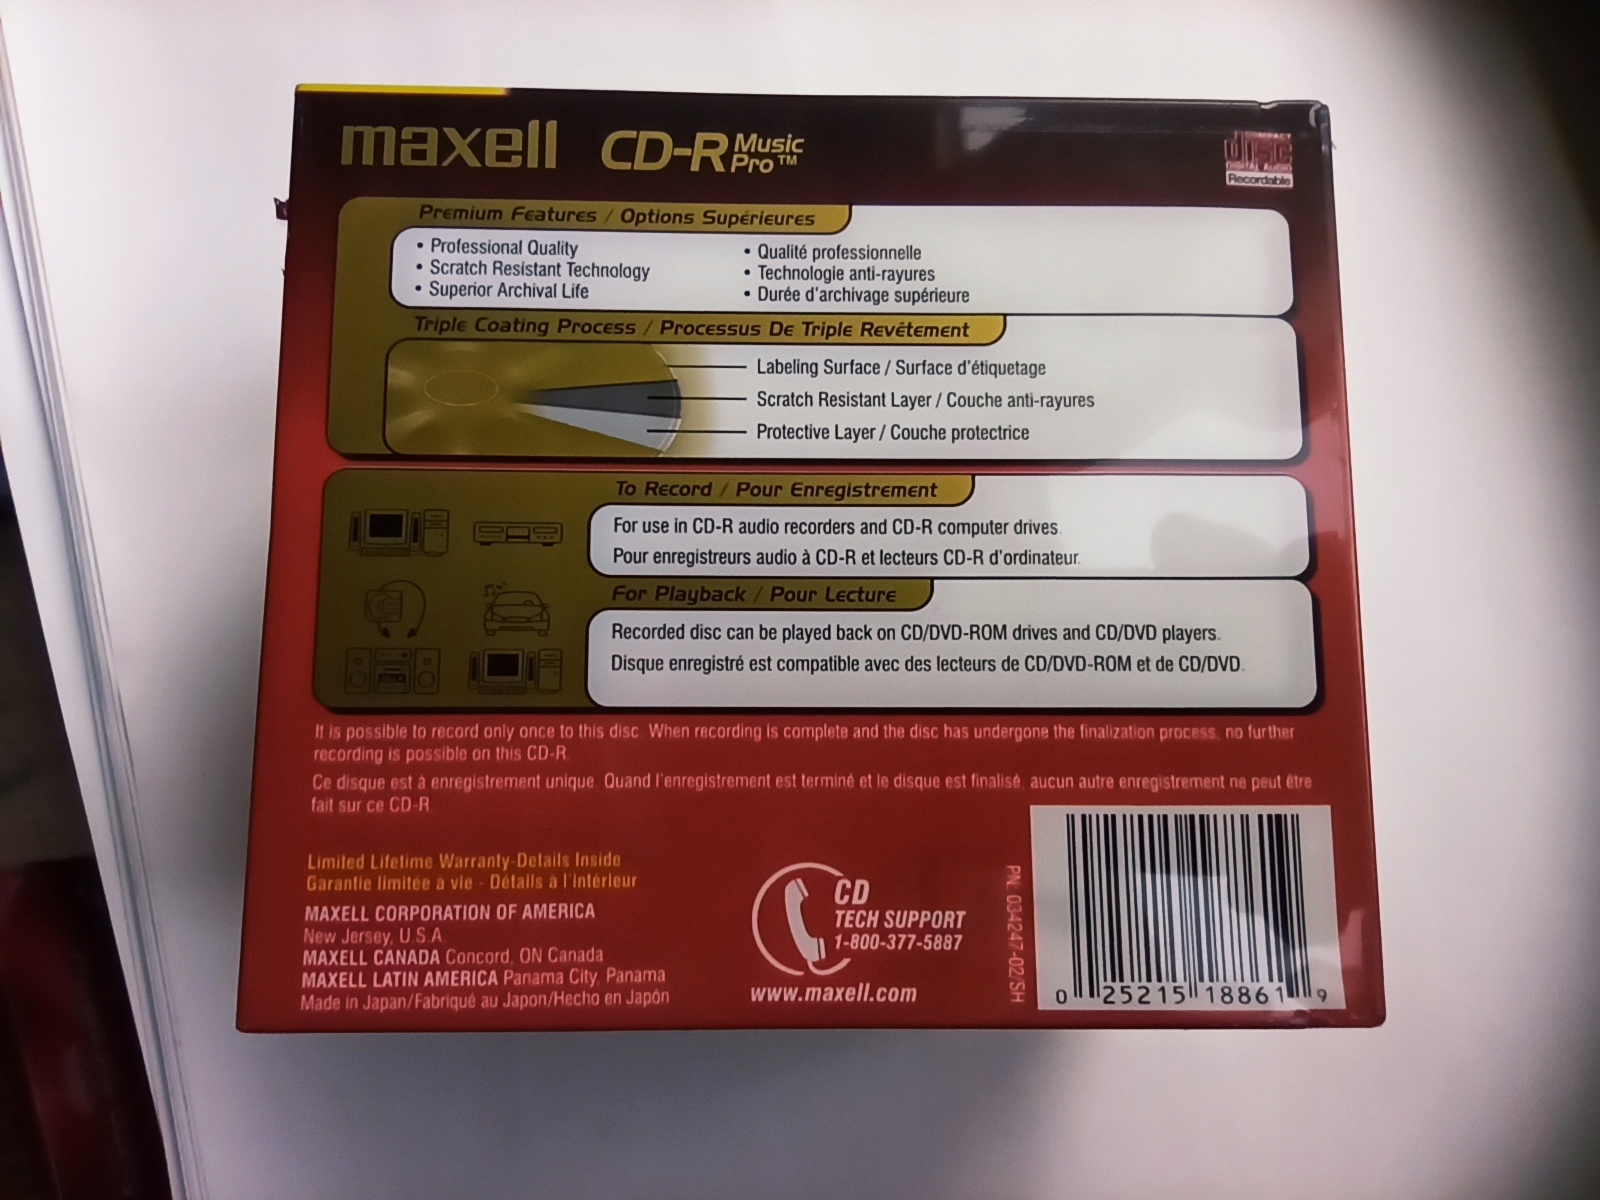 maxell CD-R Music Pro™
COMPACT
DISC
DIGITAL AUDIO
Recordable
Premium Features / Options Supérieures
• Professional Quality
• Scratch Resistant Technology
• Superior Archival Life
• Qualité professionnelle
• Technologie anti-rayures
• Durée d'archivage supérieure
Triple Coating Process / Processus De Triple Revêtement
Labeling Surface / Surface d'étiquetage
Scratch Resistant Layer / Couche anti-rayures
Protective Layer / Couche protectrice
To Record / Pour Enregistrement
For use in CD-R audio recorders and CD-R computer drives.
Pour enregistreurs audio à CD-R et lecteurs CD-R d'ordinateur.
For Playback / Pour Lecture
Recorded disc can be played back on CD/DVD-ROM drives and CD/DVD players.
Disque enregistré est compatible avec des lecteurs de CD/DVD-ROM et de CD/DVD.
It is possible to record only once to this disc. When recording is complete and the disc has undergone the finalization process, no further
recording is possible on this CD-R.
Ce disque est à enregistrement unique. Quand l'enregistrement est terminé et le disque est finalisé, aucun autre enregistrement ne peut être
fait sur ce CD-R.
Limited Lifetime Warranty-Details Inside
Garantie limitée à vie - Détails à l'intérieur
MAXELL CORPORATION OF AMERICA
New Jersey, U.S.A.
MAXELL CANADA Concord, ON Canada
MAXELL LATIN AMERICA Panama City, Panama
Made in Japan/Fabriqué au Japon/Hecho en Japón
CD
TECH SUPPORT
1-800-377-5887
www.maxell.com
PN: 034247-02/SH
0 25215 18861 9